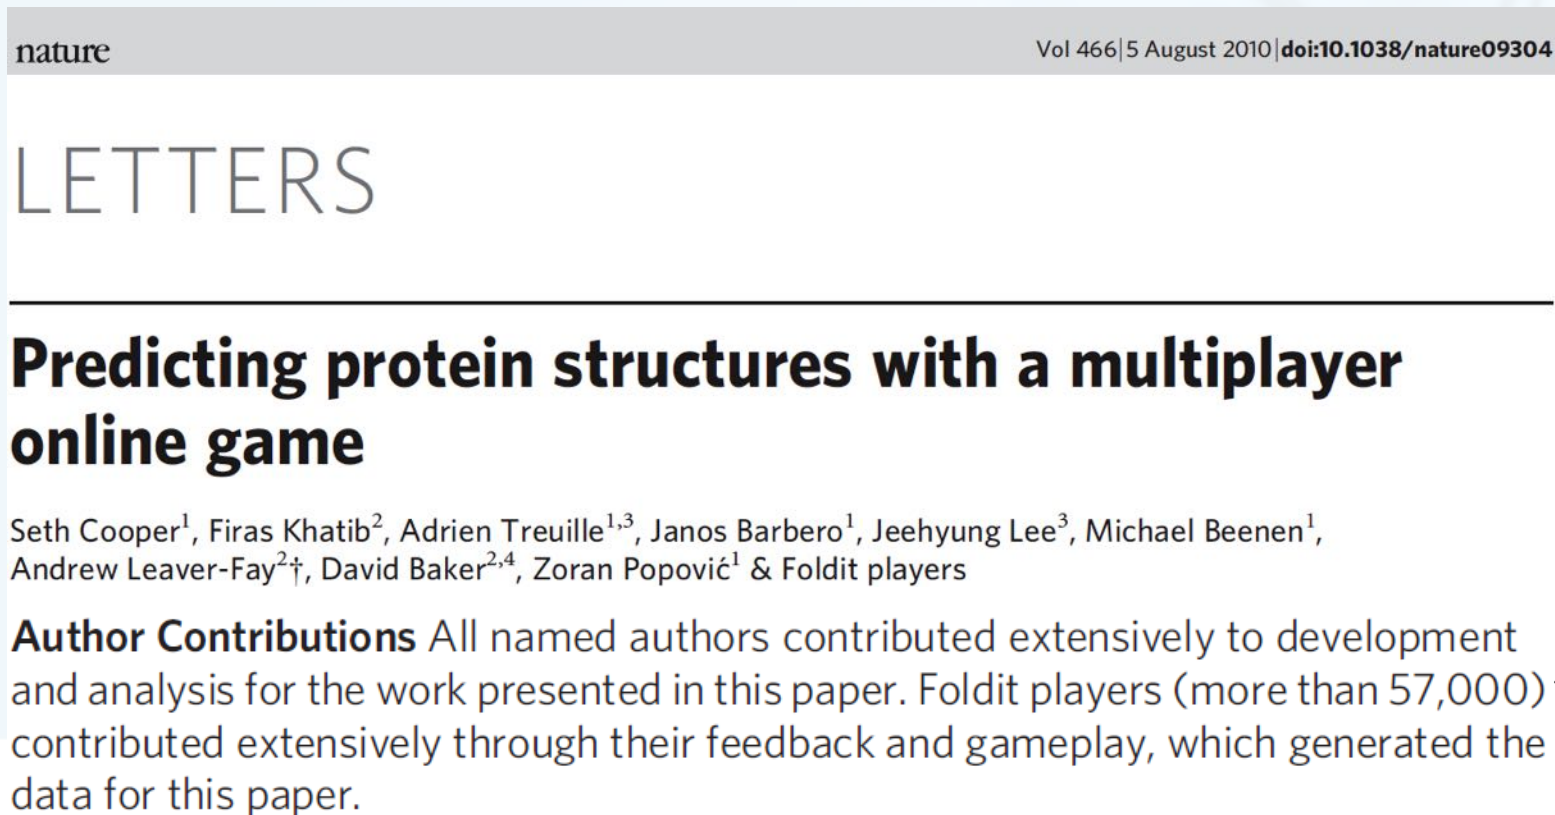 nature
Vol 466|5 August 2010|doi:10.1038/nature09304
LETTERS
Predicting protein structures with a multiplayer
online game
Seth Cooper¹, Firas Khatib², Adrien Treuille¹,³, Janos Barbero¹, Jeehyung Lee³, Michael Beenen¹,
Andrew Leaver-Fay²†, David Baker²,⁴, Zoran Popović¹ & Foldit players
Author Contributions All named authors contributed extensively to development
and analysis for the work presented in this paper. Foldit players (more than 57,000)
contributed extensively through their feedback and gameplay, which generated the
data for this paper.